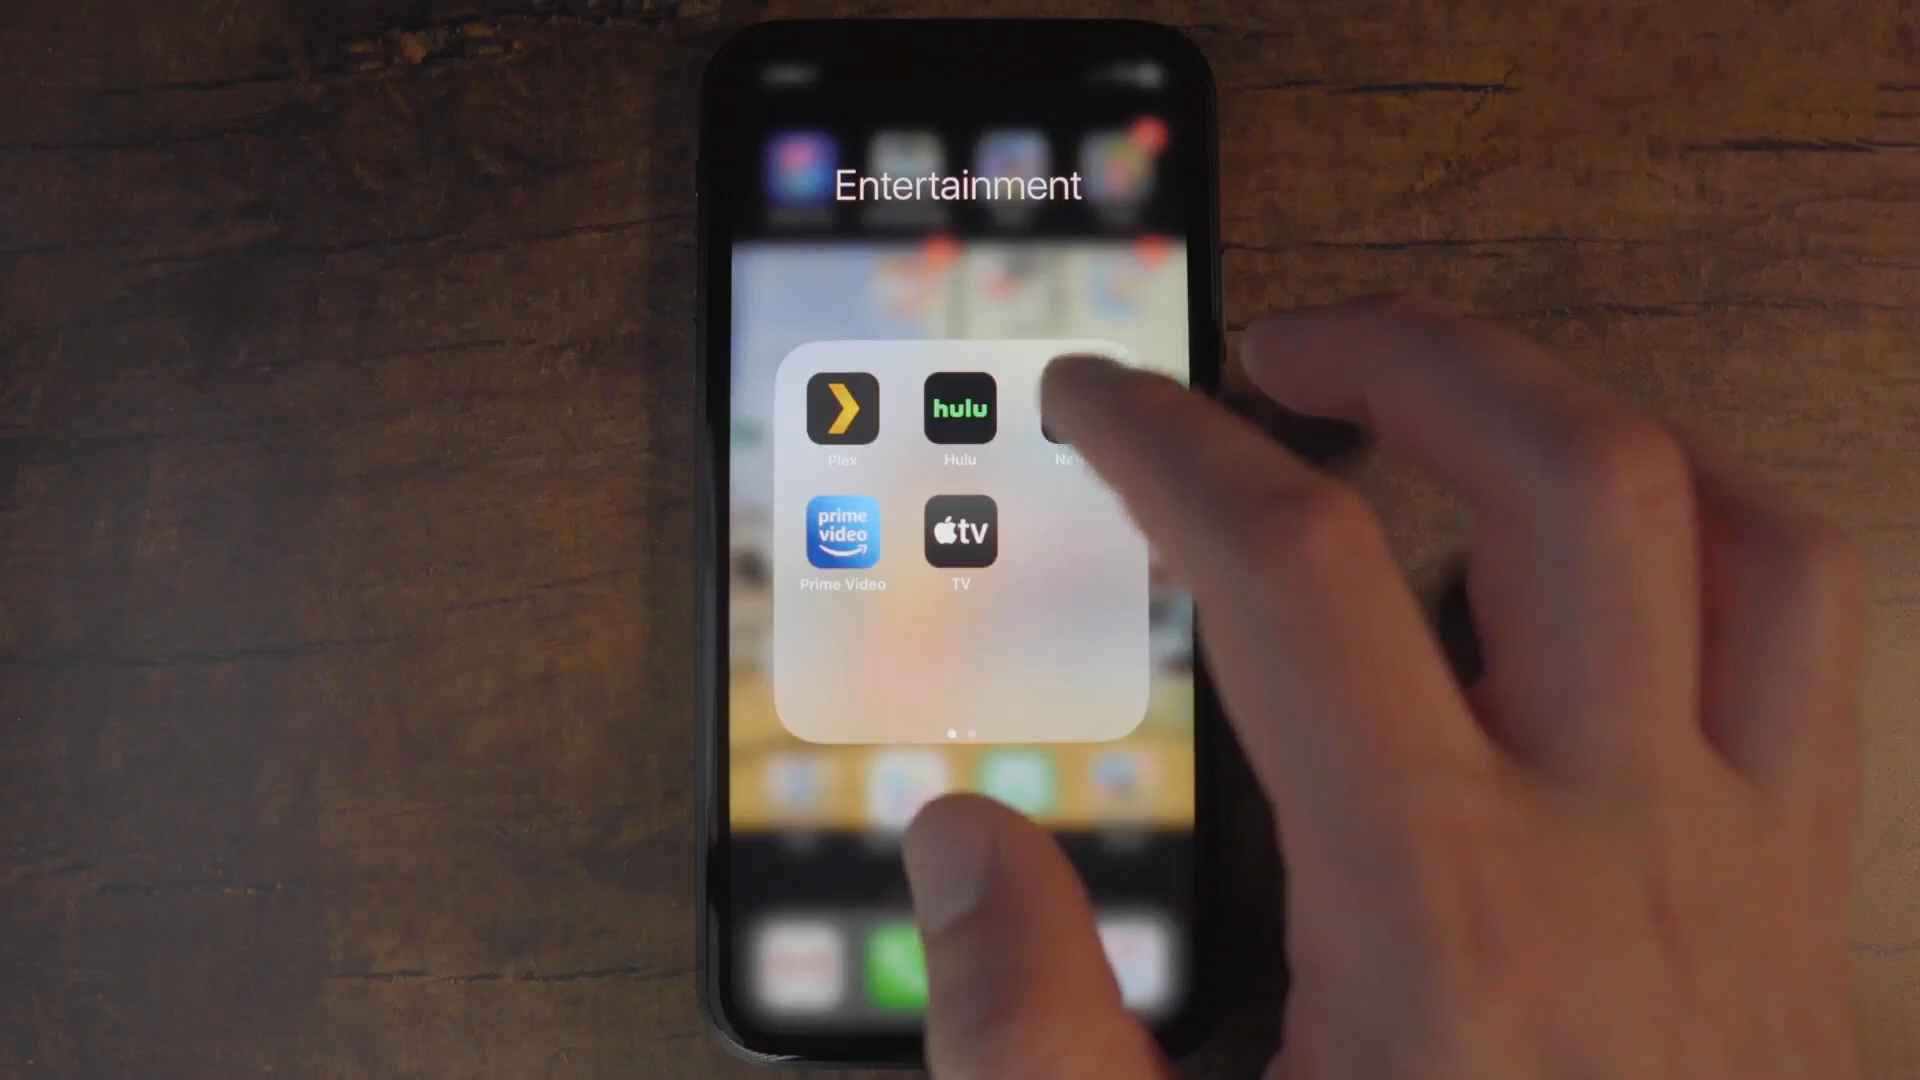 Entertainment
hulu
Plex
Hulu
prime
video
tv
Prime Video
TV